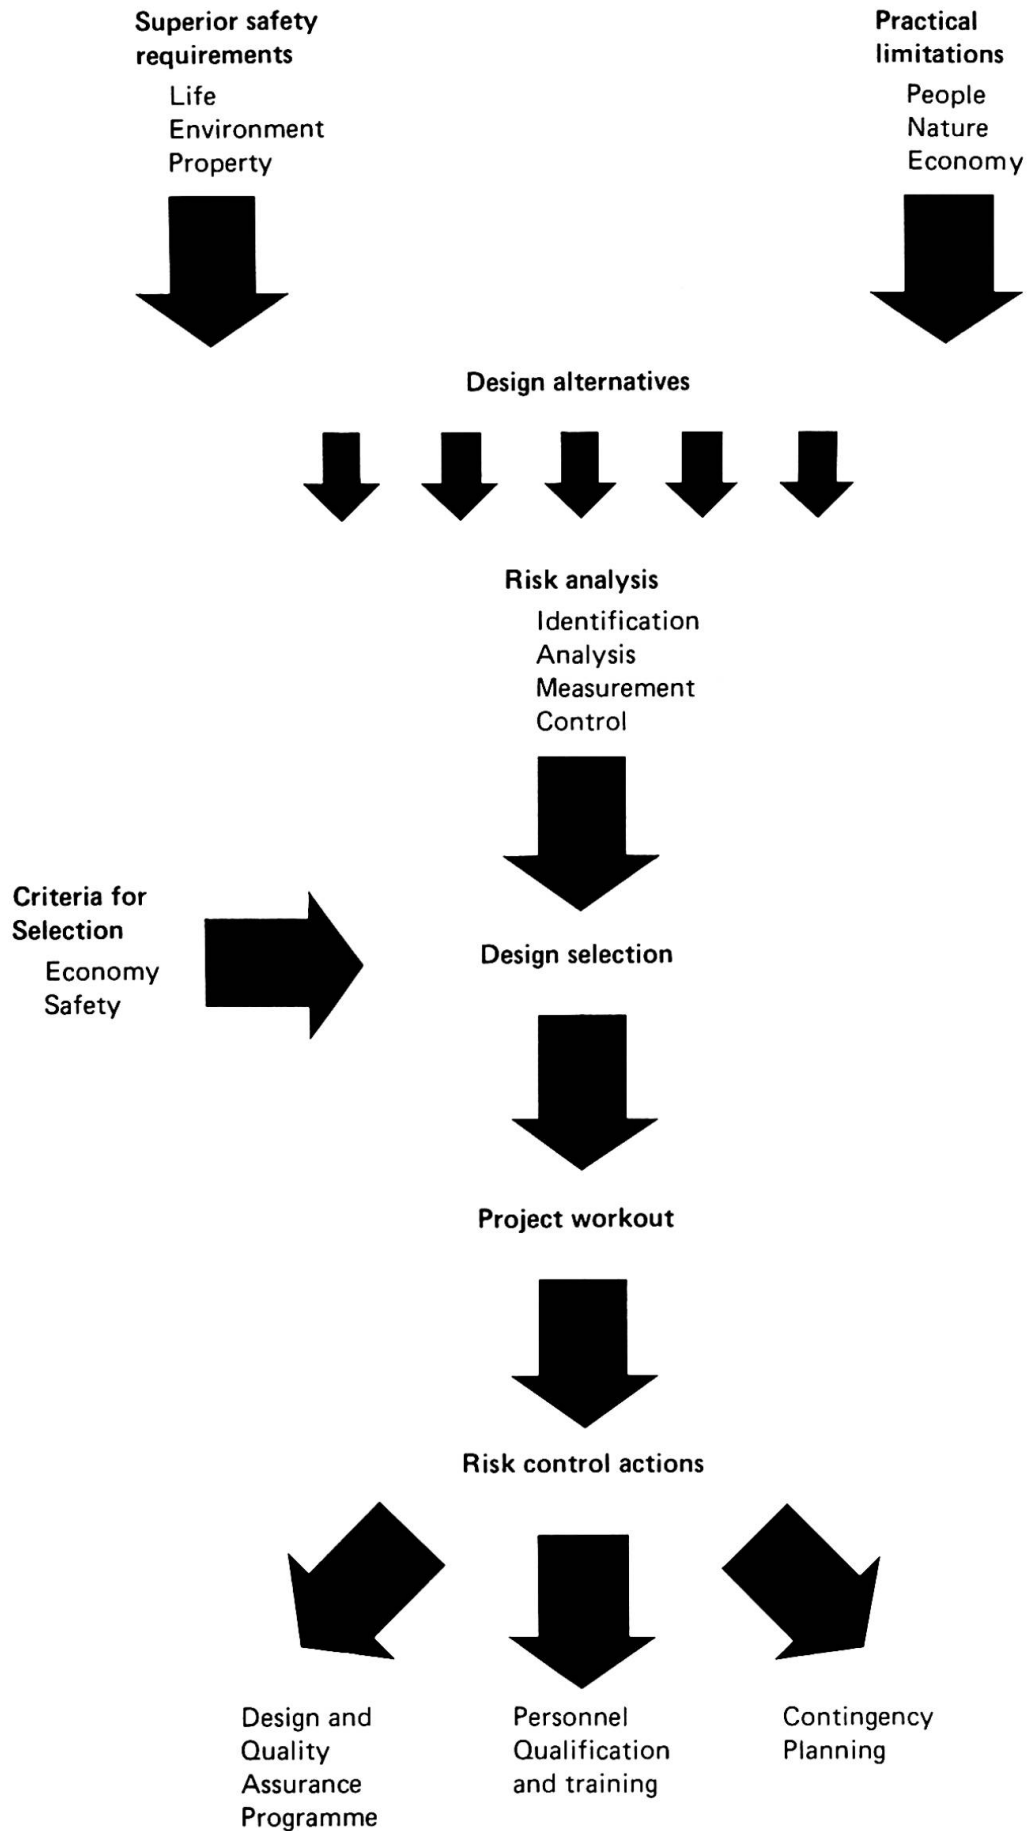 Superior safety
requirements
Life
Environment
Property
Practical
limitations
People
Nature
Economy
Design alternatives
Risk analysis
Identification
Analysis
Measurement
Control
Criteria for
Selection
Economy
Safety
Design selection
Project workout
Risk control actions
Design and
Quality
Assurance
Programme
Personnel
Qualification
and training
Contingency
Planning